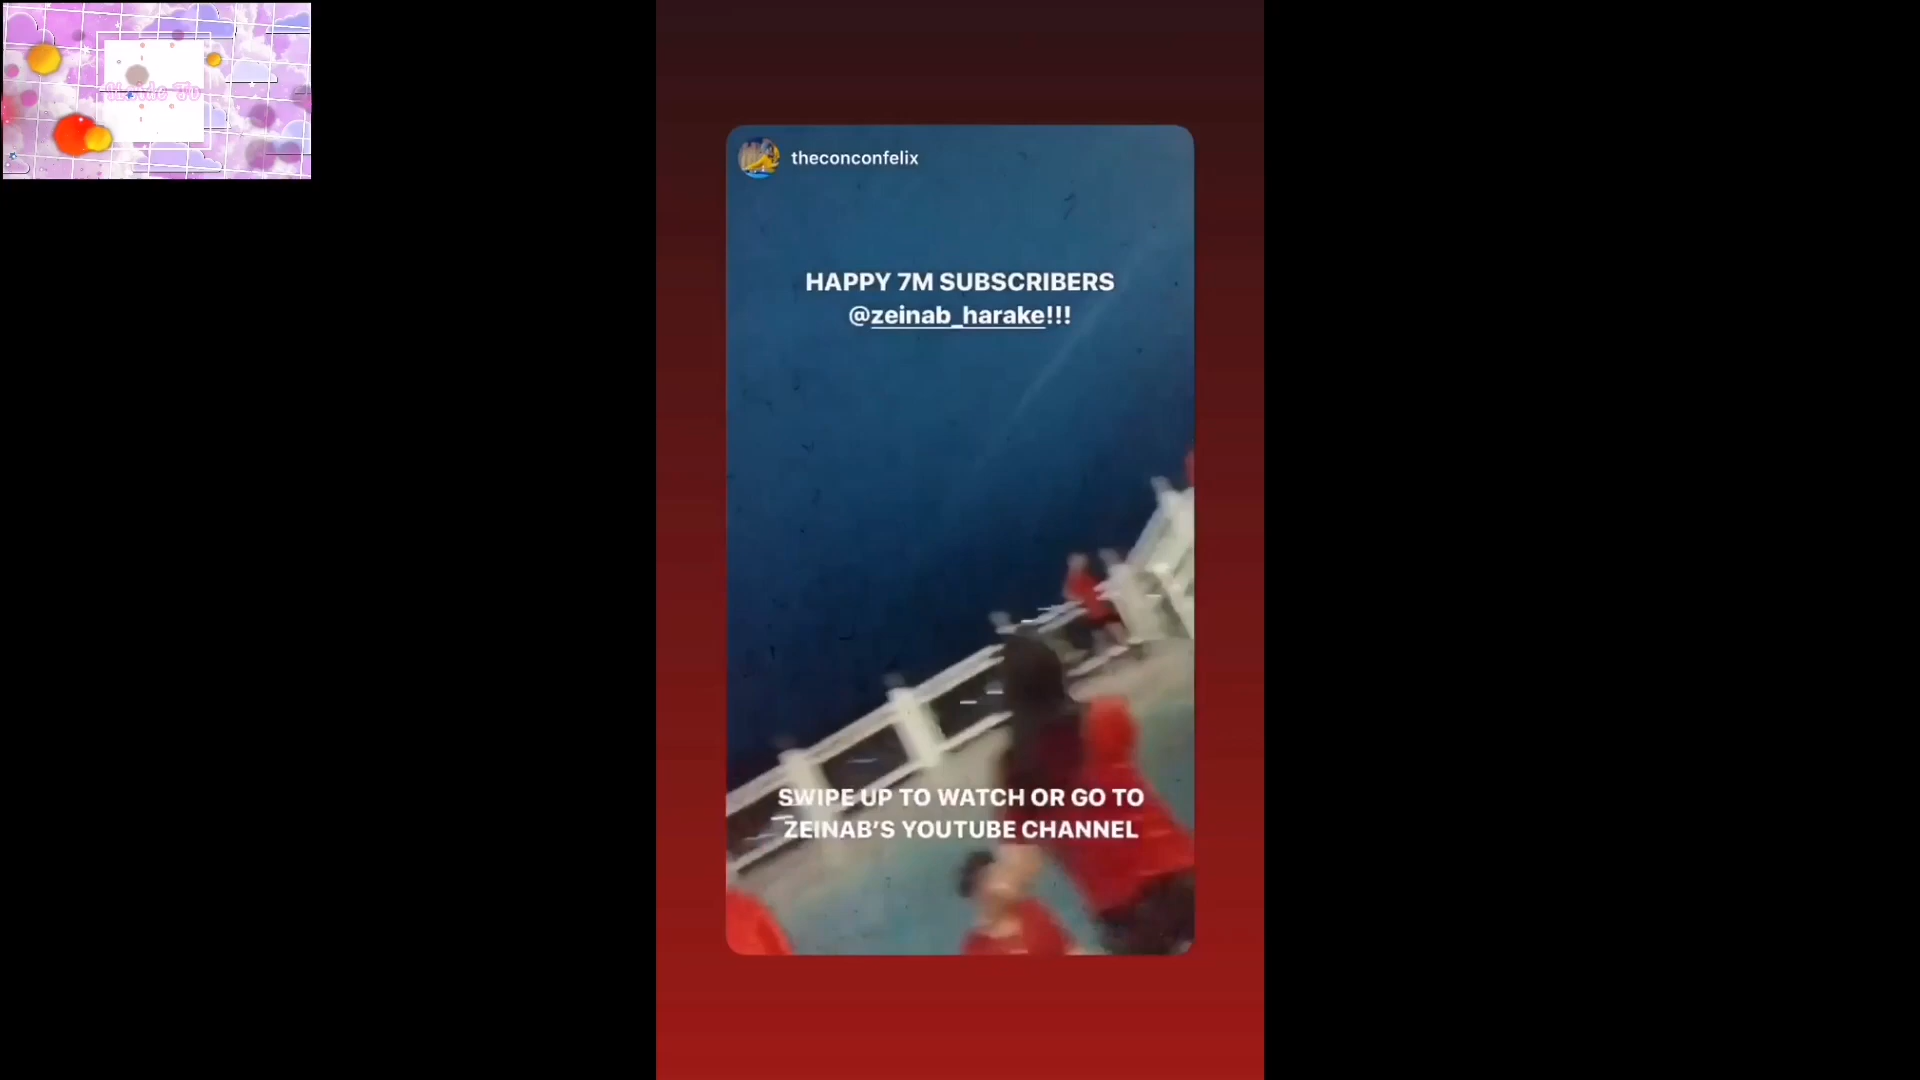 theconconfelix
HAPPY 7M SUBSCRIBERS
@zeinab_harake!!!
SWIPE UP TO WATCH OR GO TO
ZEINAB’S YOUTUBE CHANNEL